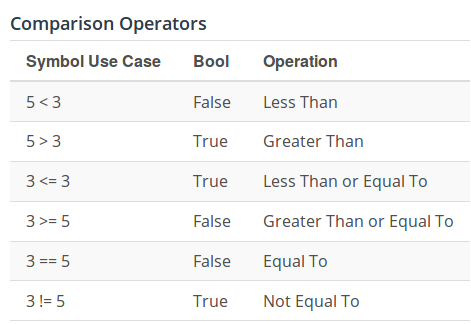 Comparison Operators
Symbol Use Case Bool Operation
5 < 3 False Less Than
5 > 3 True Greater Than
3 <= 3 True Less Than or Equal To
3 >= 5 False Greater Than or Equal To
3 == 5 False Equal To
3 != 5 True Not Equal To